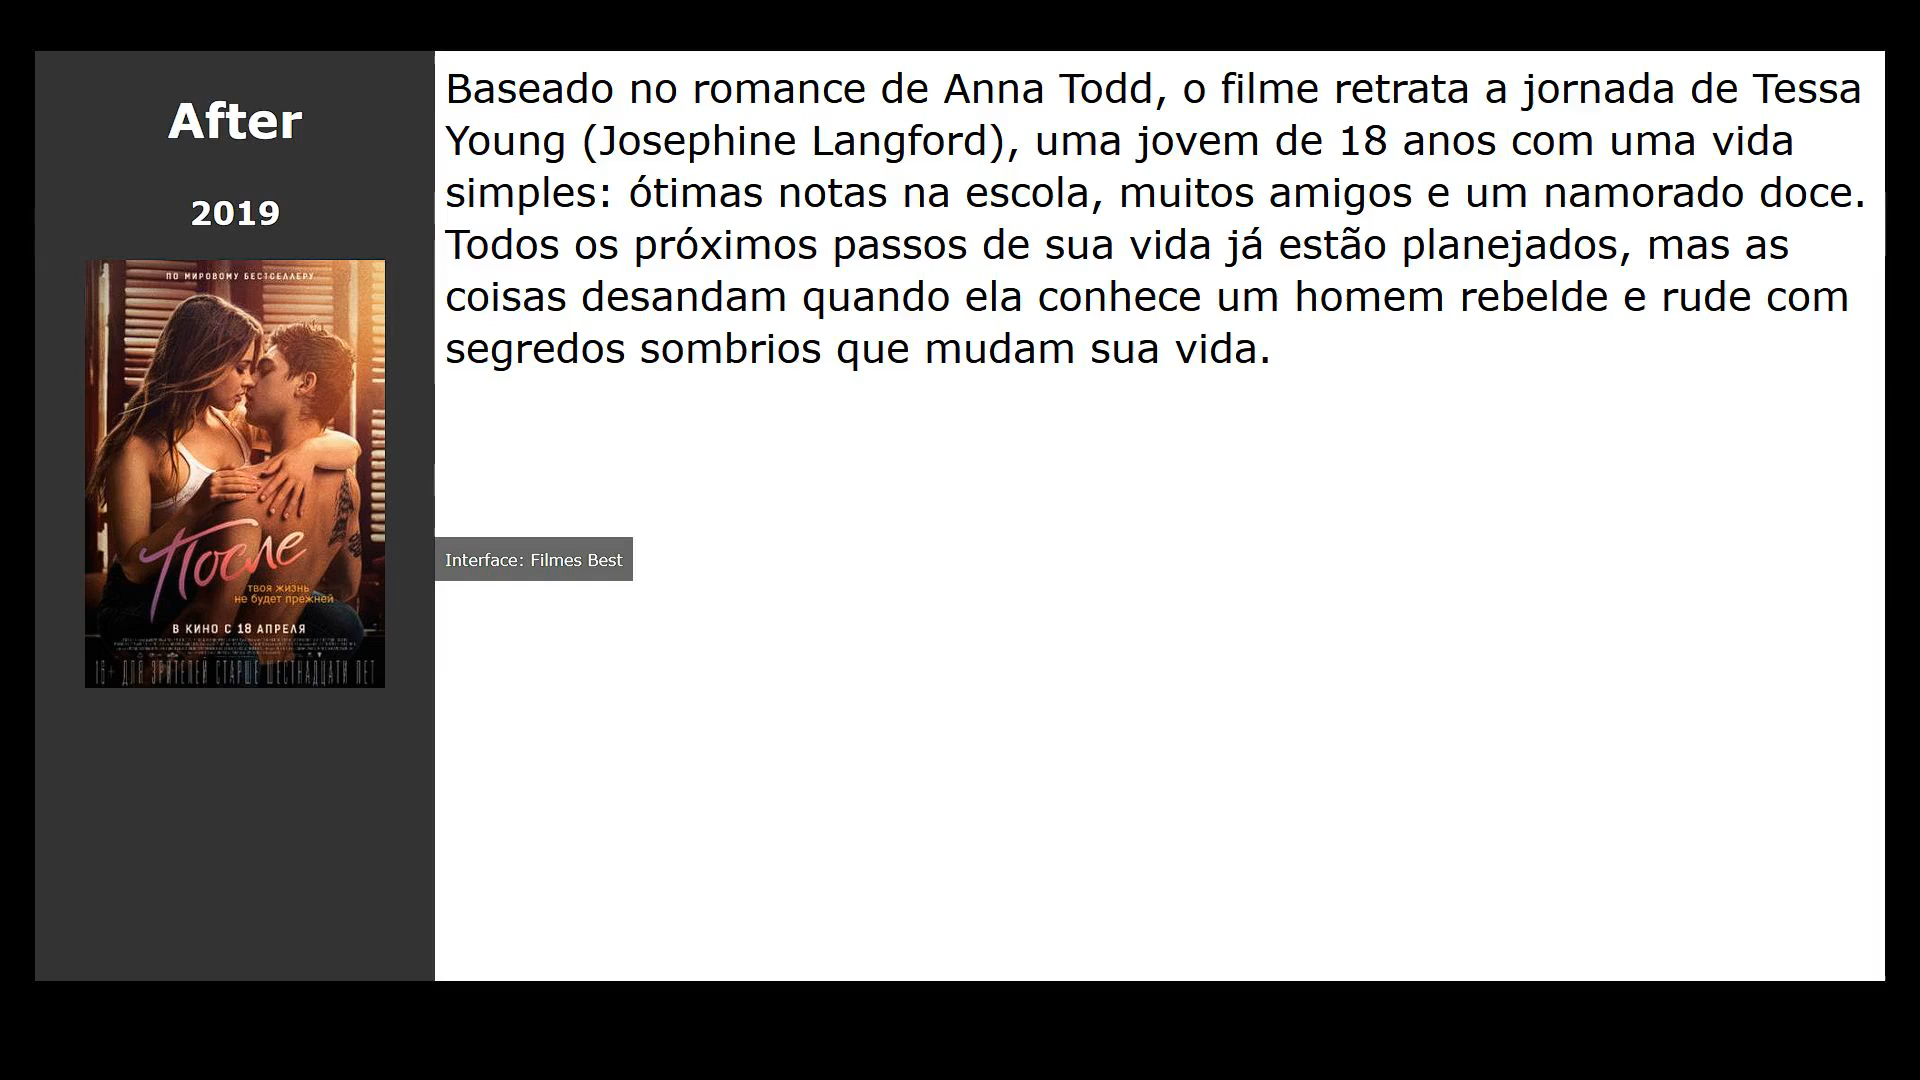 After
2019
ПО МИРОВОМУ БЕСТСЕЛЛЕРУ
После
твоя жизнь
не будет прежней
В КИНО С 18 АПРЕЛЯ
16+ ДЛЯ ЗРИТЕЛЕЙ СТАРШЕ ШЕСТНАДЦАТИ ЛЕТ
Baseado no romance de Anna Todd, o filme retrata a jornada de Tessa
Young (Josephine Langford), uma jovem de 18 anos com uma vida
simples: ótimas notas na escola, muitos amigos e um namorado doce.
Todos os próximos passos de sua vida já estão planejados, mas as
coisas desandam quando ela conhece um homem rebelde e rude com
segredos sombrios que mudam sua vida.
Interface: Filmes Best